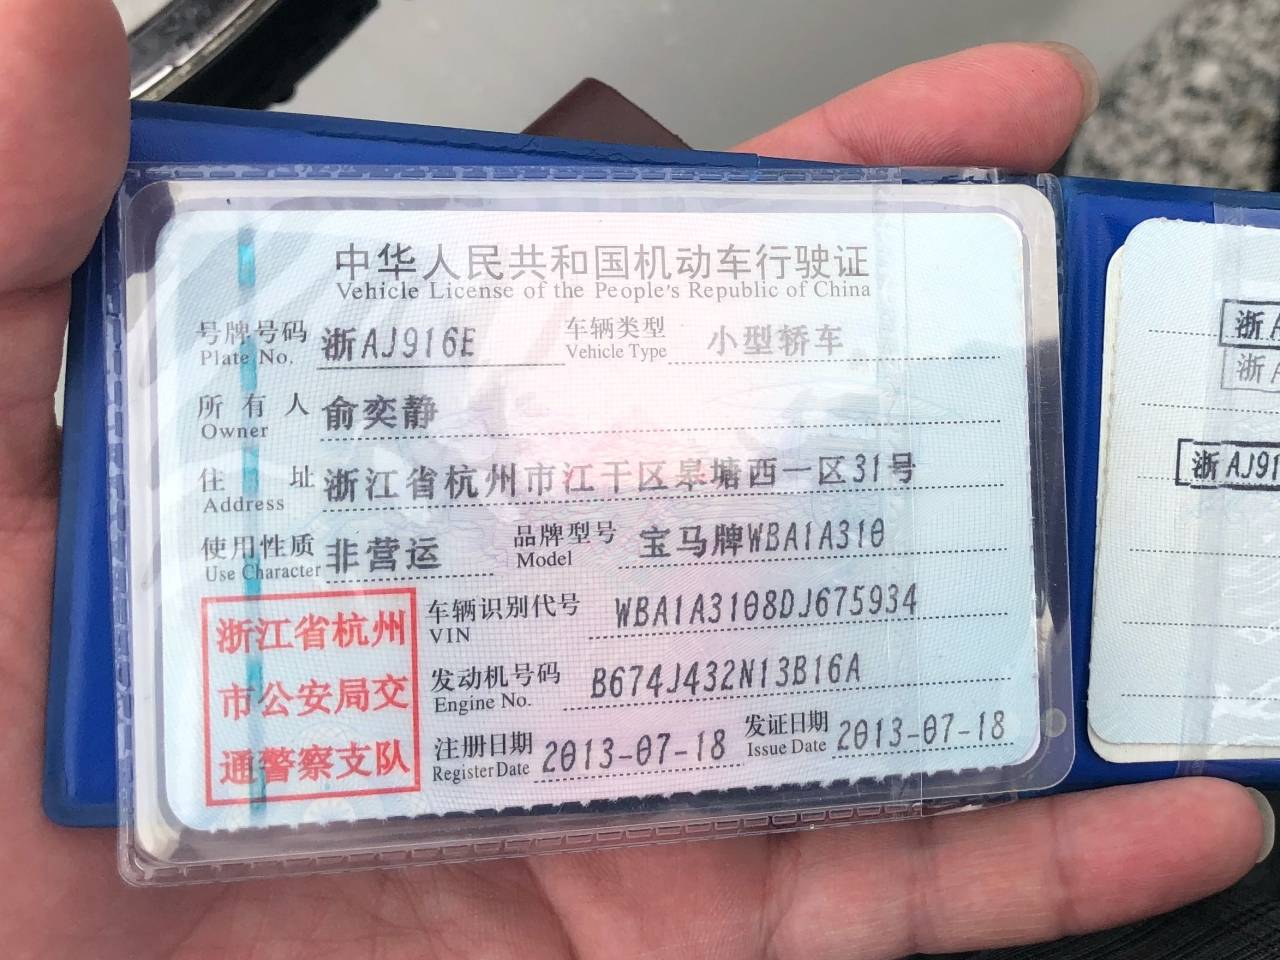 中华人民共和国机动车行驶证
Vehicle License of the People's Republic of China
号牌号码 浙AJ916E 车辆类型 小型轿车
Plate No. Vehicle Type
所有人 俞奕静
Owner
住址 浙江省杭州市江干区皋塘西一区31号
Address
使用性质 非营运 品牌型号 宝马牌WBA1A310
Use Character Model
浙江省杭州
市公安局交
通警察支队
车辆识别代号 WBA1A3108DJ675934
VIN
发动机号码 B674J432N13B16A
Engine No.
注册日期 2013-07-18 发证日期 2013-07-18
Register Date Issue Date
浙A
浙A
浙AJ91